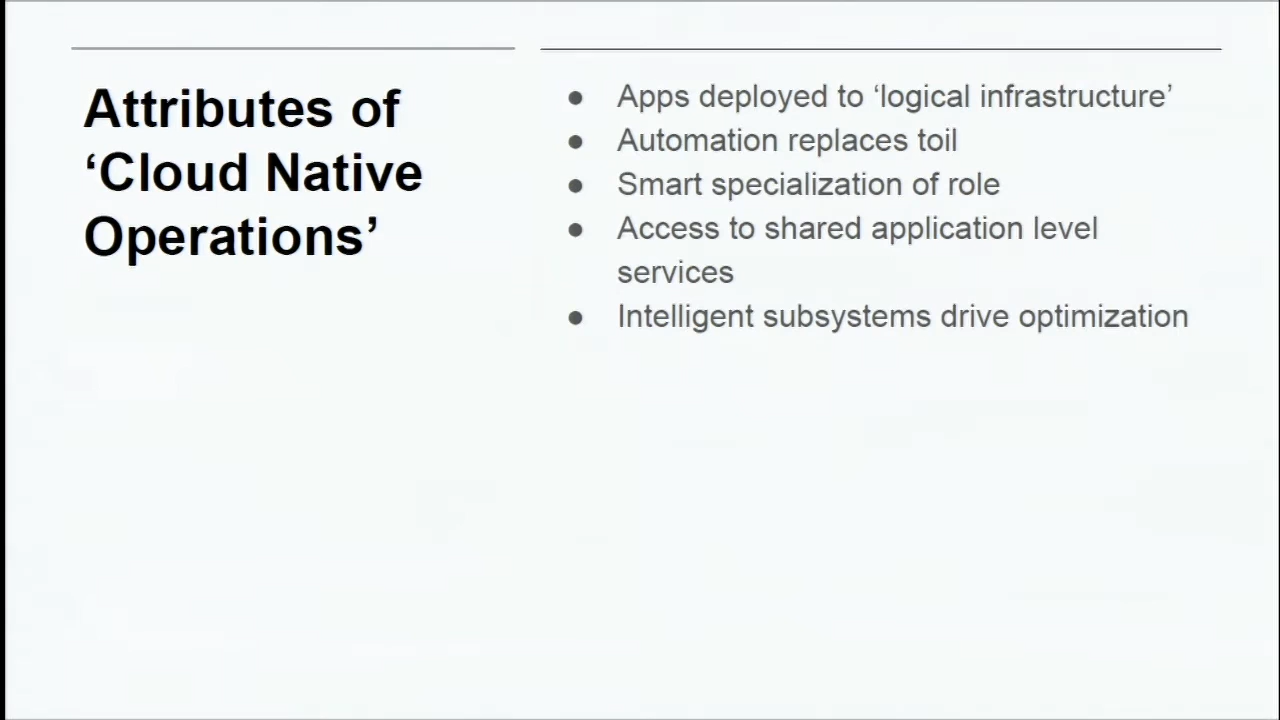 Attributes of
‘Cloud Native
Operations’
● Apps deployed to ‘logical infrastructure’
● Automation replaces toil
● Smart specialization of role
● Access to shared application level
services
● Intelligent subsystems drive optimization